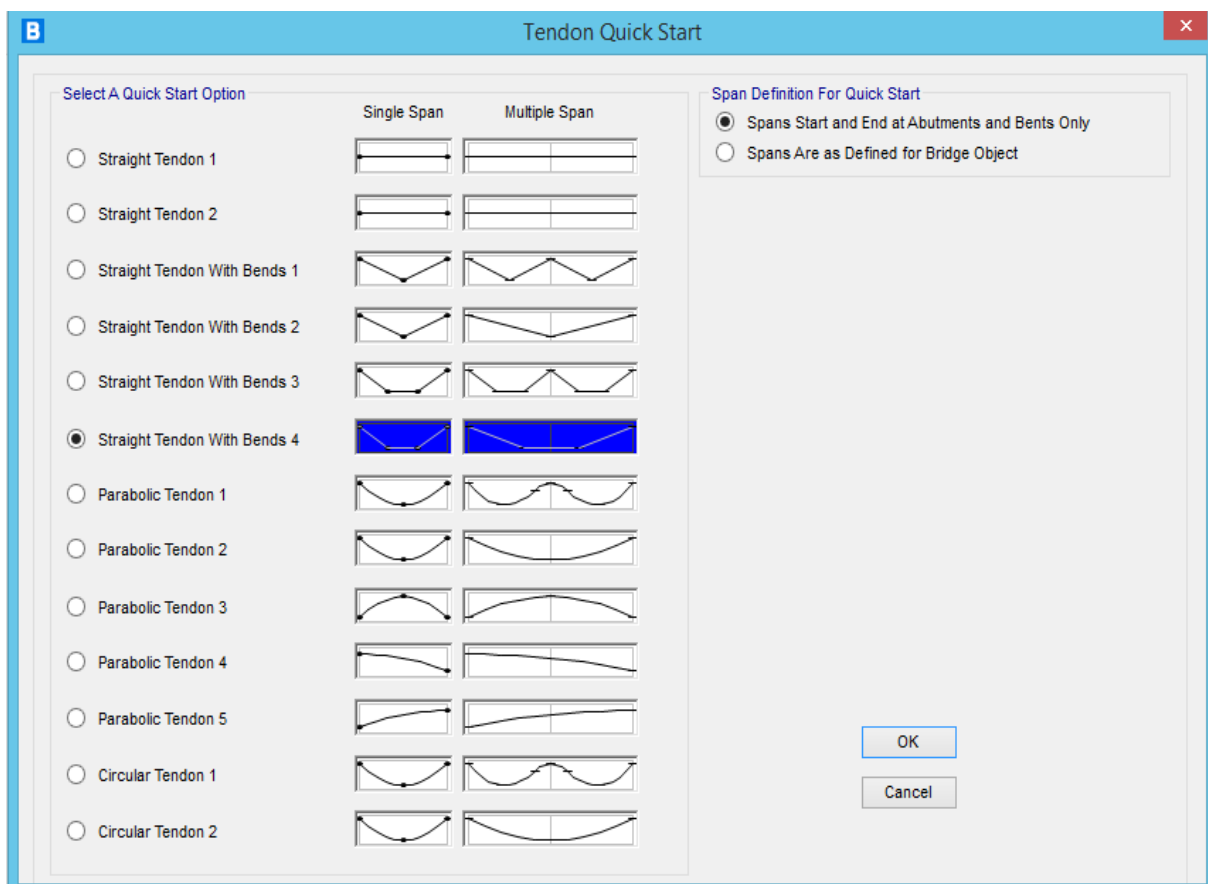 B
Tendon Quick Start
Select A Quick Start Option
Single Span
Multiple Span
Straight Tendon 1
Straight Tendon 2
Straight Tendon With Bends 1
Straight Tendon With Bends 2
Straight Tendon With Bends 3
Straight Tendon With Bends 4
Parabolic Tendon 1
Parabolic Tendon 2
Parabolic Tendon 3
Parabolic Tendon 4
Parabolic Tendon 5
Circular Tendon 1
Circular Tendon 2
Span Definition For Quick Start
Spans Start and End at Abutments and Bents Only
Spans Are as Defined for Bridge Object
OK
Cancel